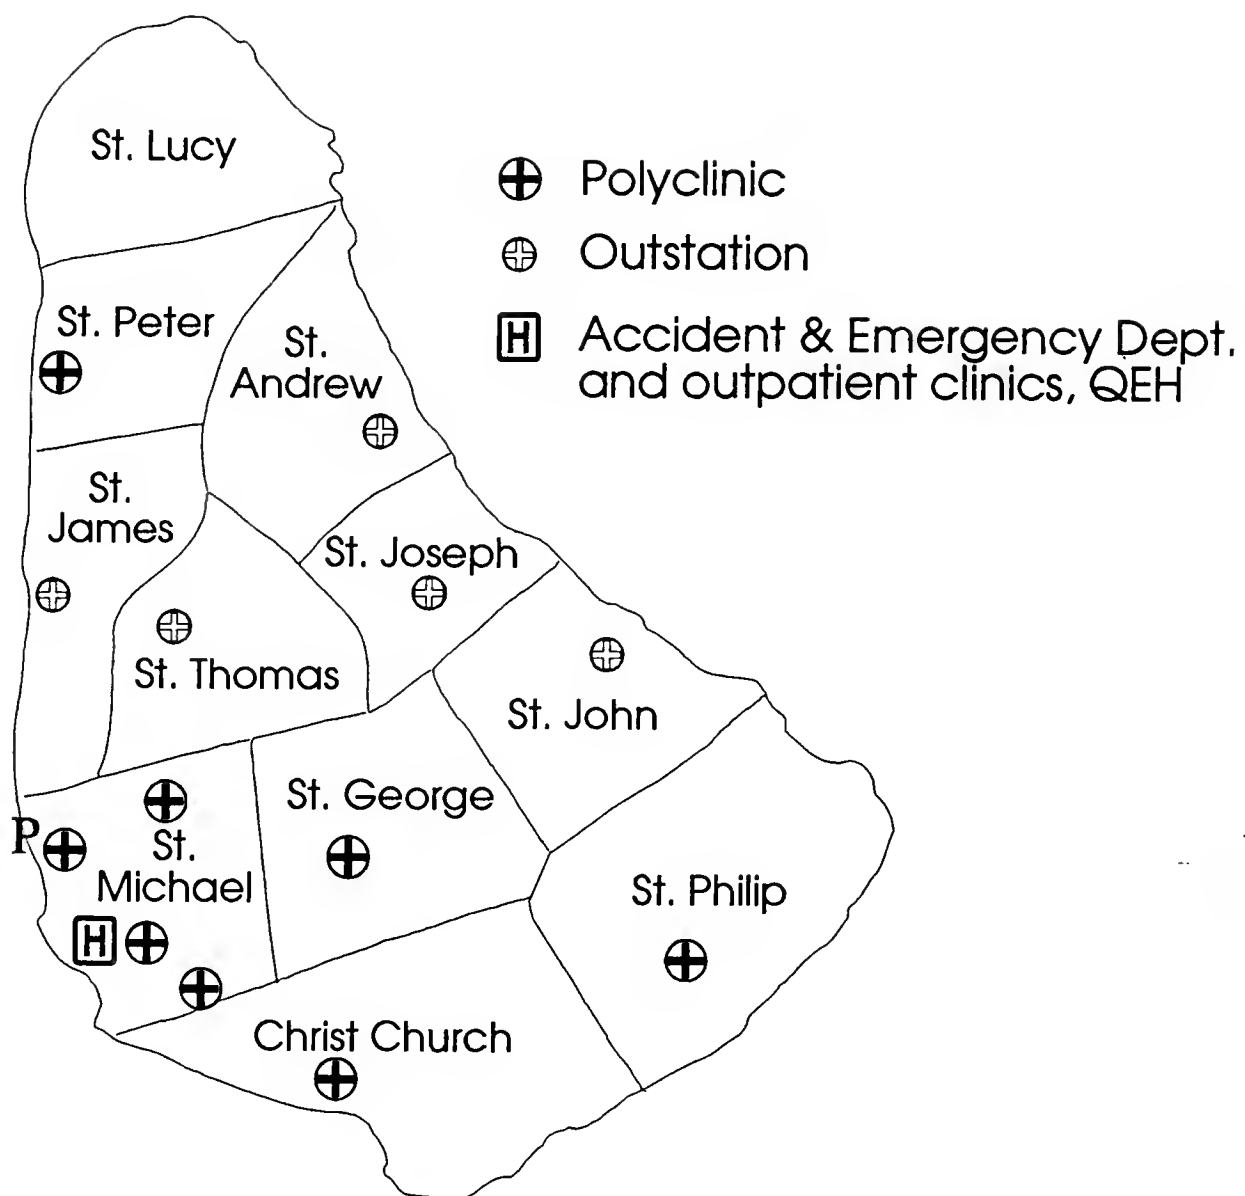 St. Lucy
Polyclinic
Outstation
St. Peter
St.
Andrew
H
Accident & Emergency Dept.
and outpatient clinics, QEH
St.
James
St. Joseph
St. Thomas
St. John
St. George
P
St.
Michael
St. Philip
H
Christ Church